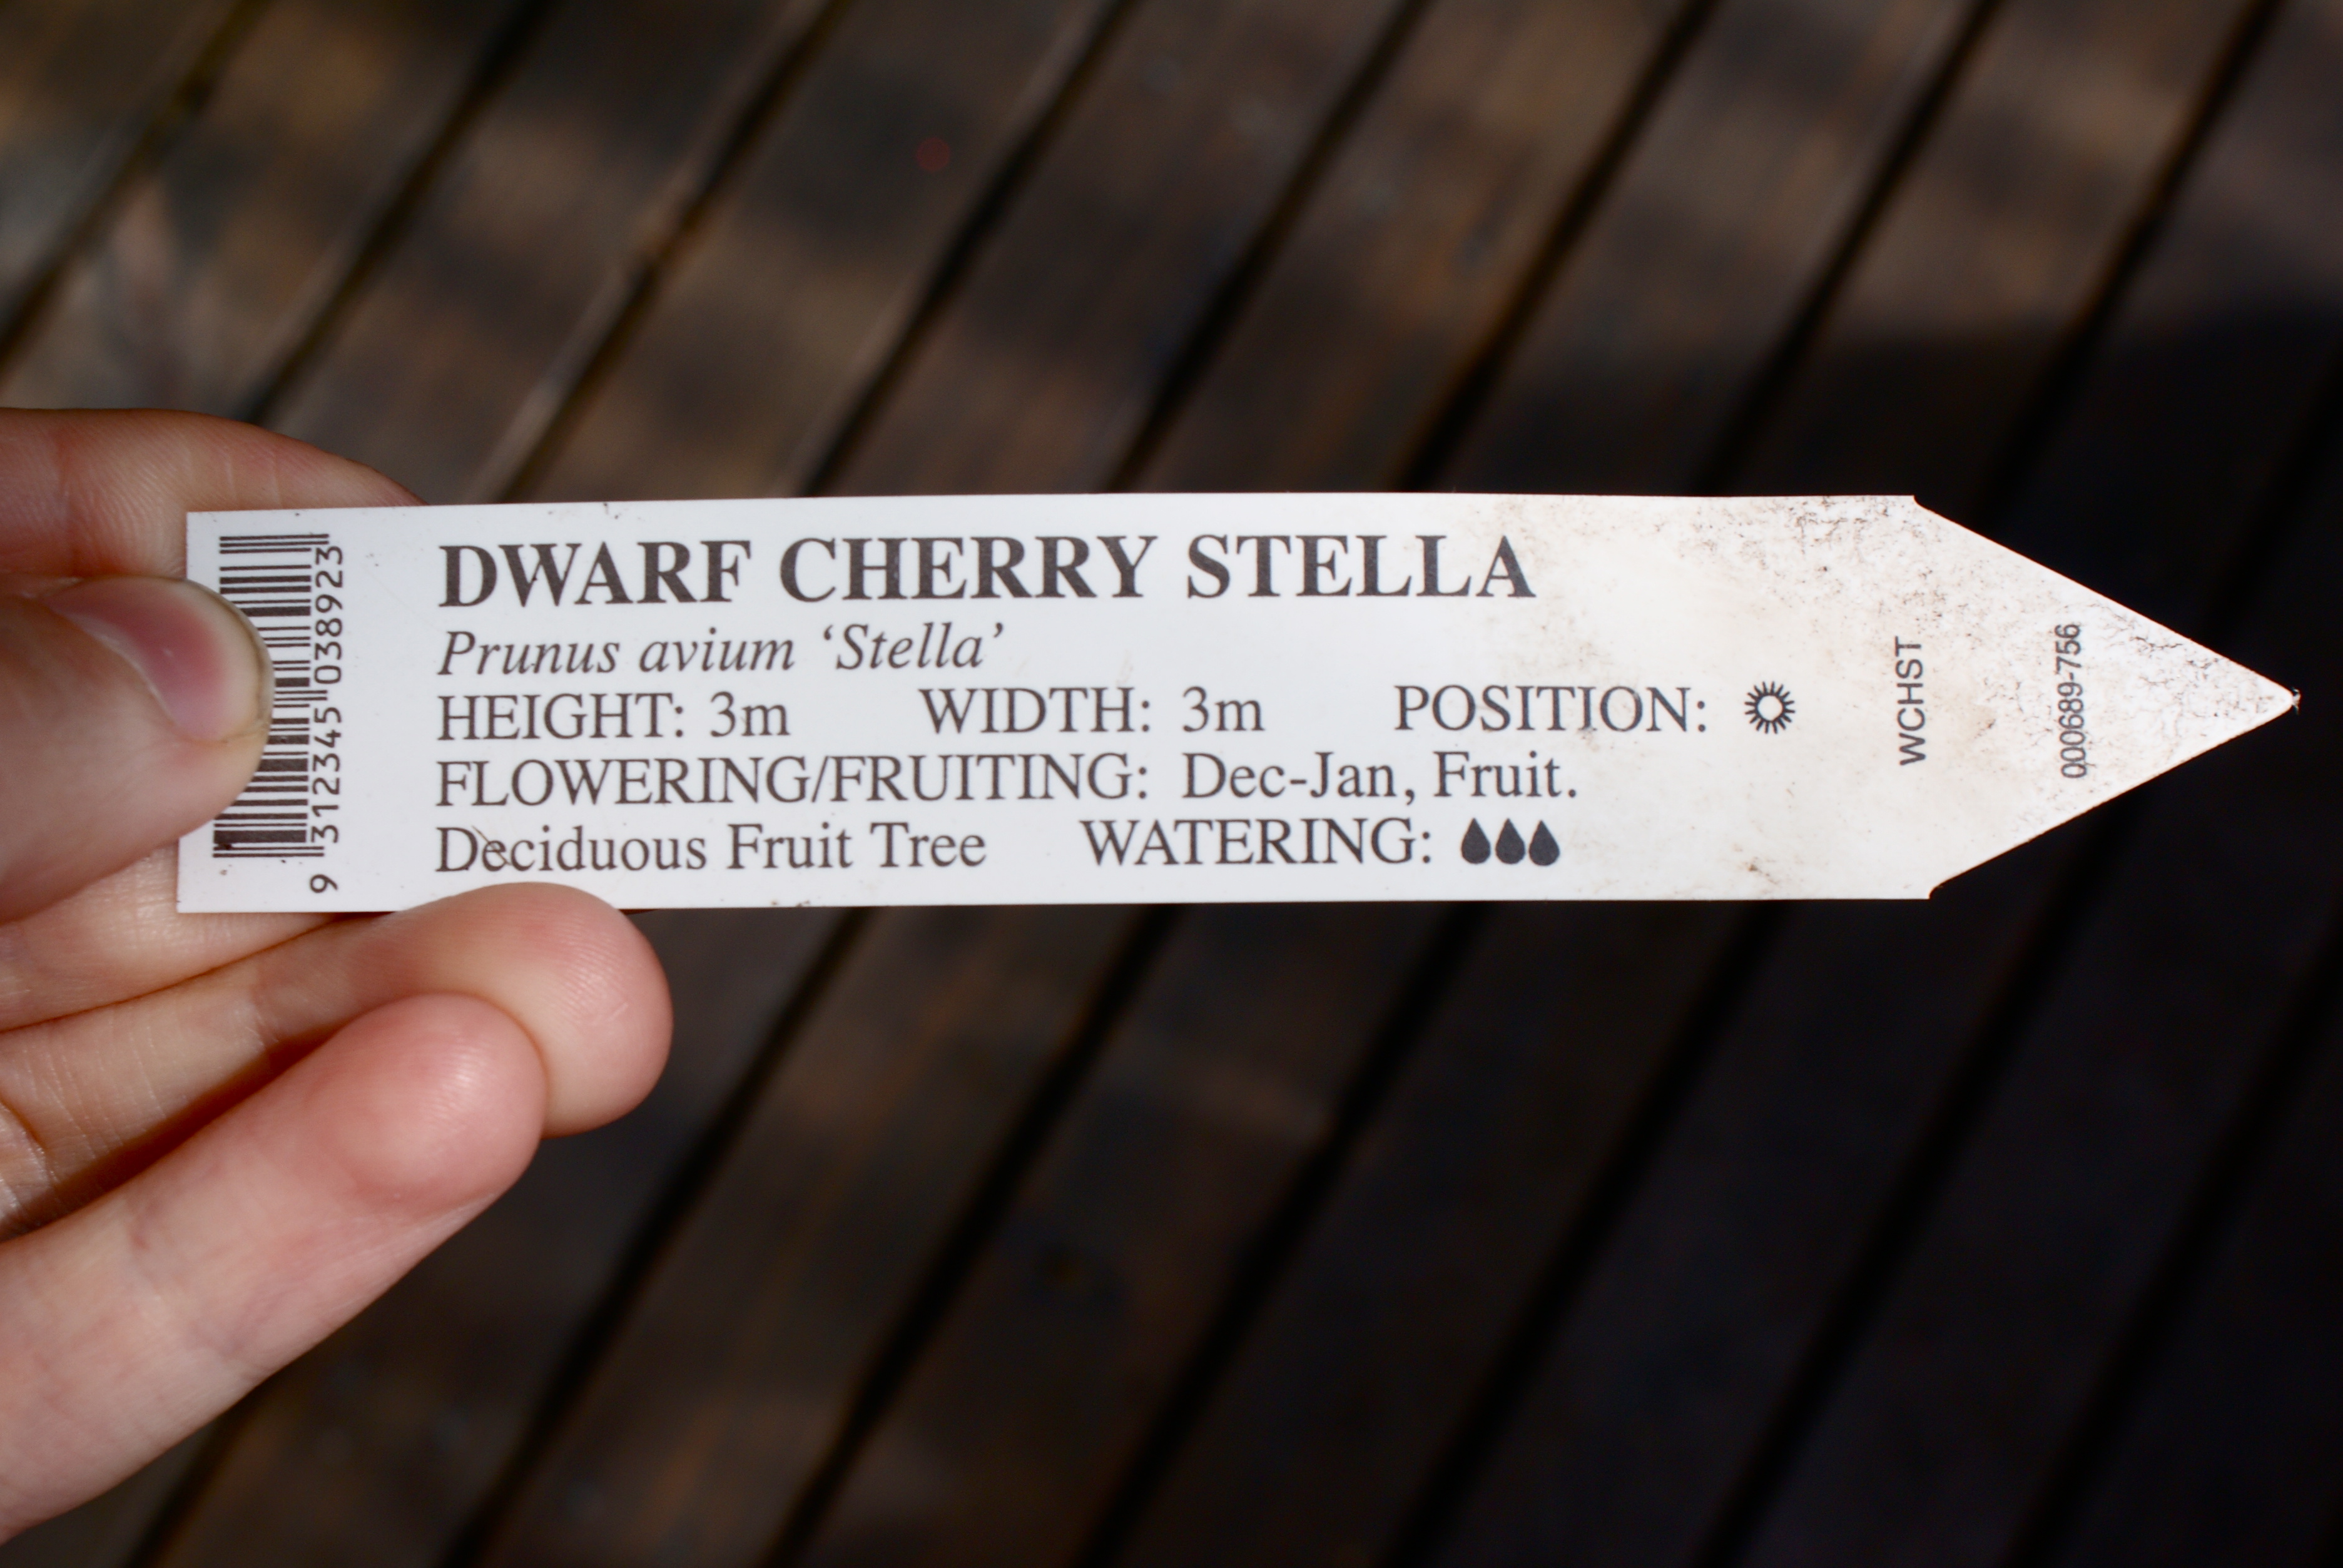 DWARF CHERRY STELLA
Prunus avium ‘Stella’
HEIGHT: 3m WIDTH: 3m POSITION:
FLOWERING/FRUITING: Dec-Jan, Fruit.
Deciduous Fruit Tree WATERING:
9 312345 038923
WCHST
000689-756